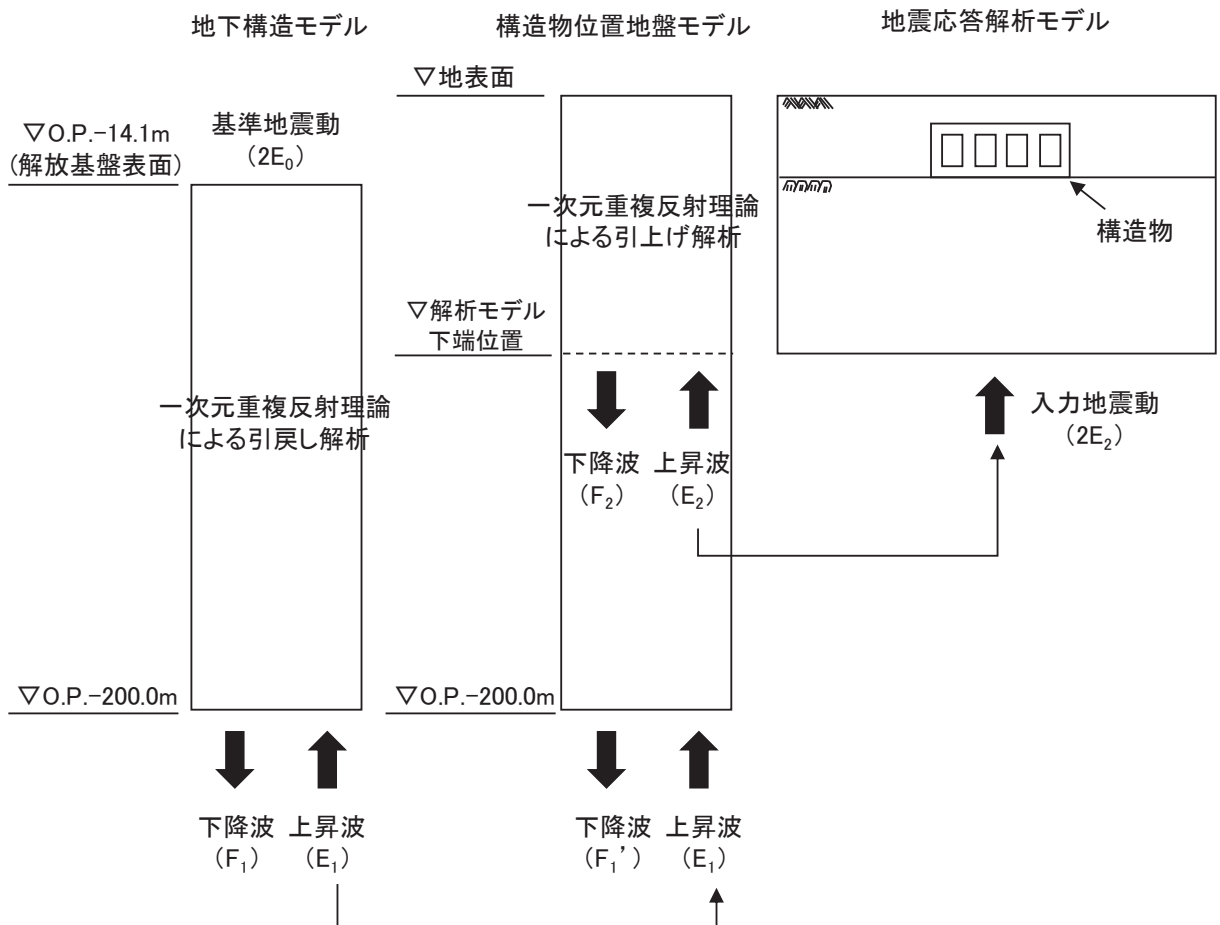 地下構造モデル
構造物位置地盤モデル
地震応答解析モデル
▽地表面
▽O.P.-14.1m
(解放基盤表面)
基準地震動
（2E₀）
一次元重複反射理論
による引上げ解析
構造物
▽解析モデル
下端位置
一次元重複反射理論
による引戻し解析
下降波
（F₂）
上昇波
（E₂）
入力地震動
（2E₂）
▽O.P.-200.0m
▽O.P.-200.0m
下降波
（F₁）
上昇波
（E₁）
下降波
（F₁’）
上昇波
（E₁）